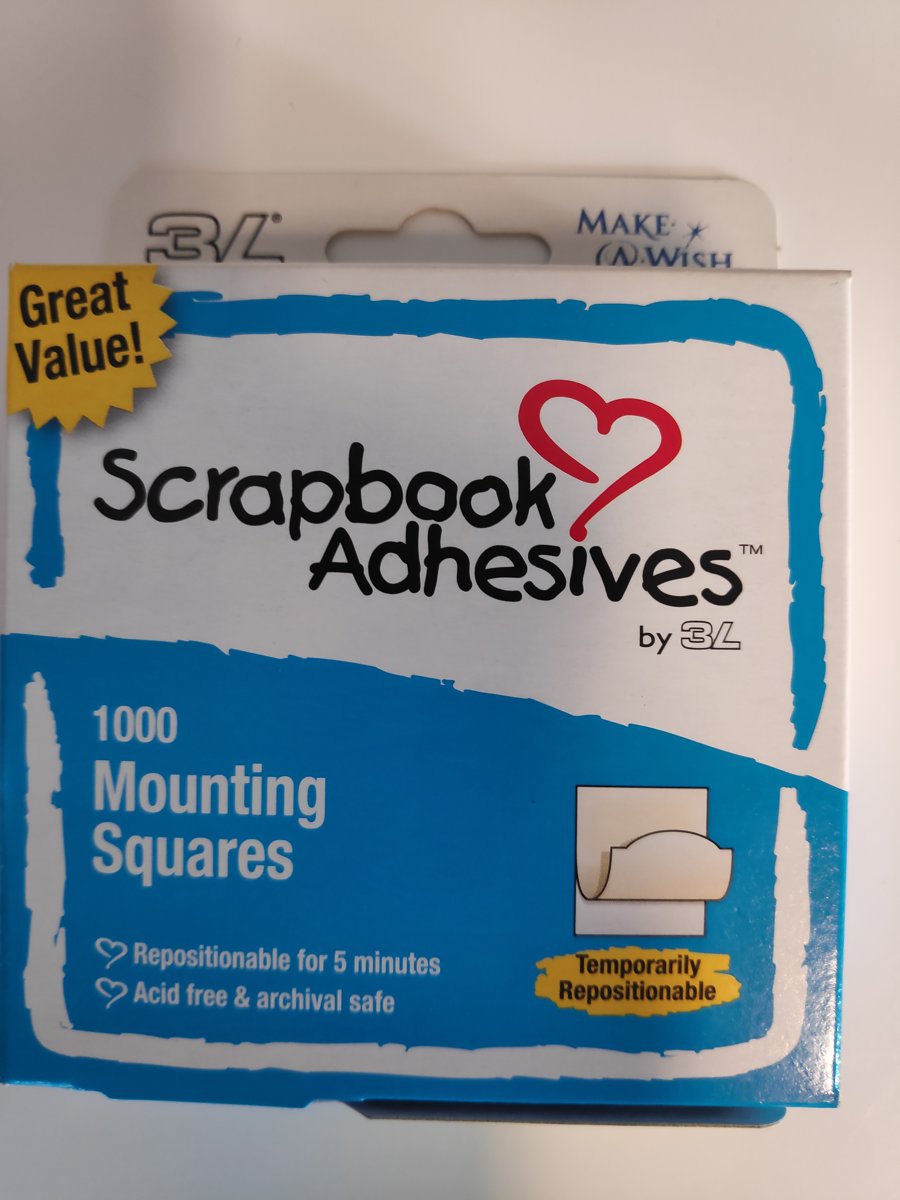 3L®
MAKE·A·WISH
Great
Value!
Scrapbook
Adhesives™
by 3L
1000
Mounting
Squares
Repositionable for 5 minutes
Acid free & archival safe
Temporarily
Repositionable